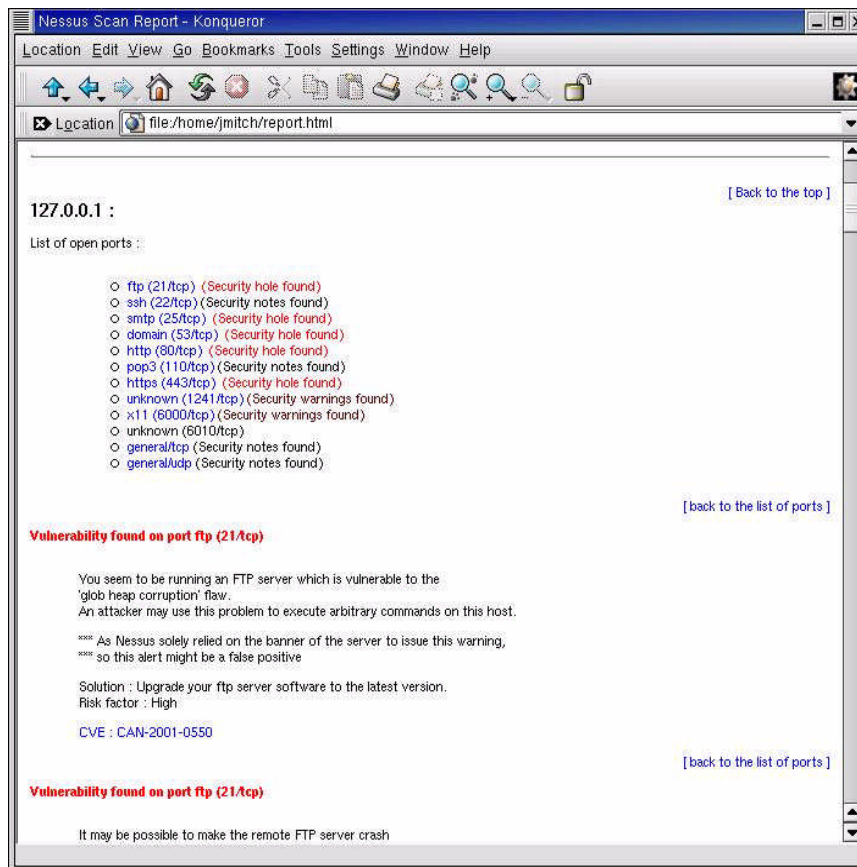 Nessus Scan Report - Konqueror
Location Edit View Go Bookmarks Tools Settings Window Help
Location file:/home/jmitch/report.html
[ Back to the top ]
127.0.0.1 :
List of open ports :
ftp (21/tcp) (Security hole found)
ssh (22/tcp) (Security notes found)
smtp (25/tcp) (Security hole found)
domain (53/tcp) (Security hole found)
http (80/tcp) (Security hole found)
pop3 (110/tcp) (Security notes found)
https (443/tcp) (Security hole found)
unknown (1241/tcp) (Security warnings found)
x11 (6000/tcp) (Security warnings found)
unknown (6010/tcp)
general/tcp (Security notes found)
general/udp (Security notes found)
[ back to the list of ports ]
Vulnerability found on port ftp (21/tcp)
You seem to be running an FTP server which is vulnerable to the
'glob heap corruption' flaw.
An attacker may use this problem to execute arbitrary commands on this host.
*** As Nessus solely relied on the banner of the server to issue this warning,
*** so this alert might be a false positive
Solution : Upgrade your ftp server software to the latest version.
Risk factor : High
CVE : CAN-2001-0550
[ back to the list of ports ]
Vulnerability found on port ftp (21/tcp)
It may be possible to make the remote FTP server crash